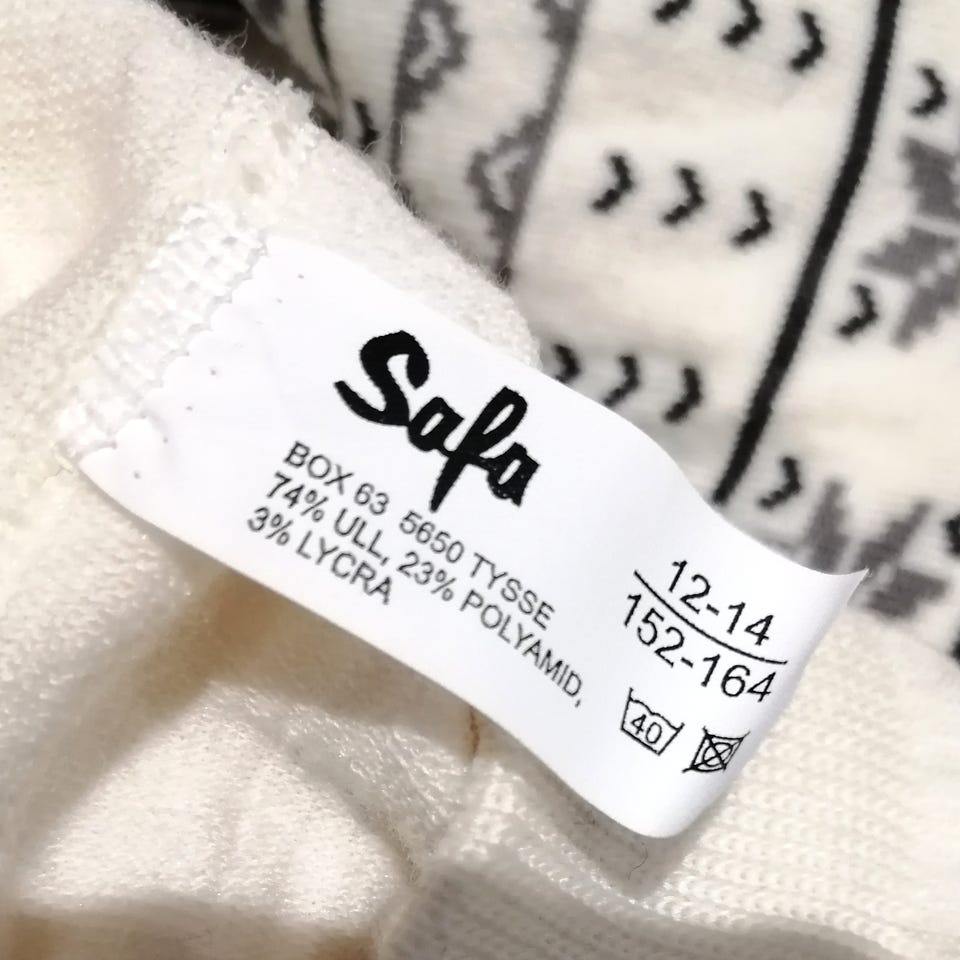 Safa
BOX 63 5650 TYSSE
74% ULL, 23% POLYAMID,
3% LYCRA
12-14
152-164
40